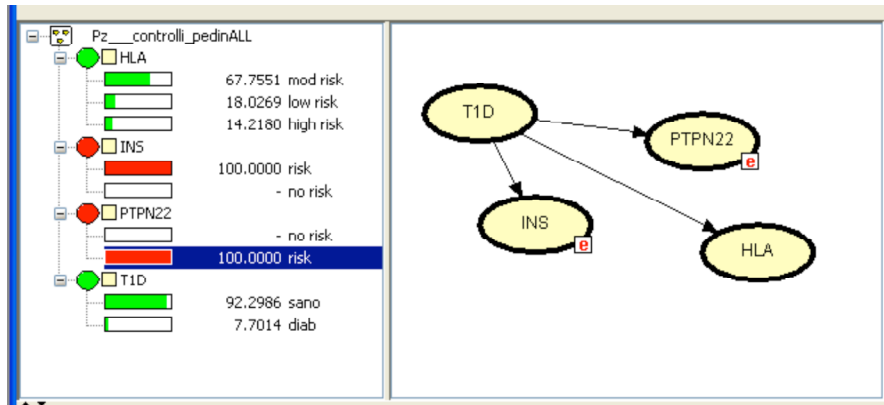 Pz___controlli_pedinALL
HLA
67.7551 mod risk
18.0269 low risk
14.2180 high risk
INS
100.0000 risk
- no risk
PTPN22
- no risk
100.0000 risk
T1D
92.2986 sano
7.7014 diab
T1D
PTPN22
e
INS
e
HLA